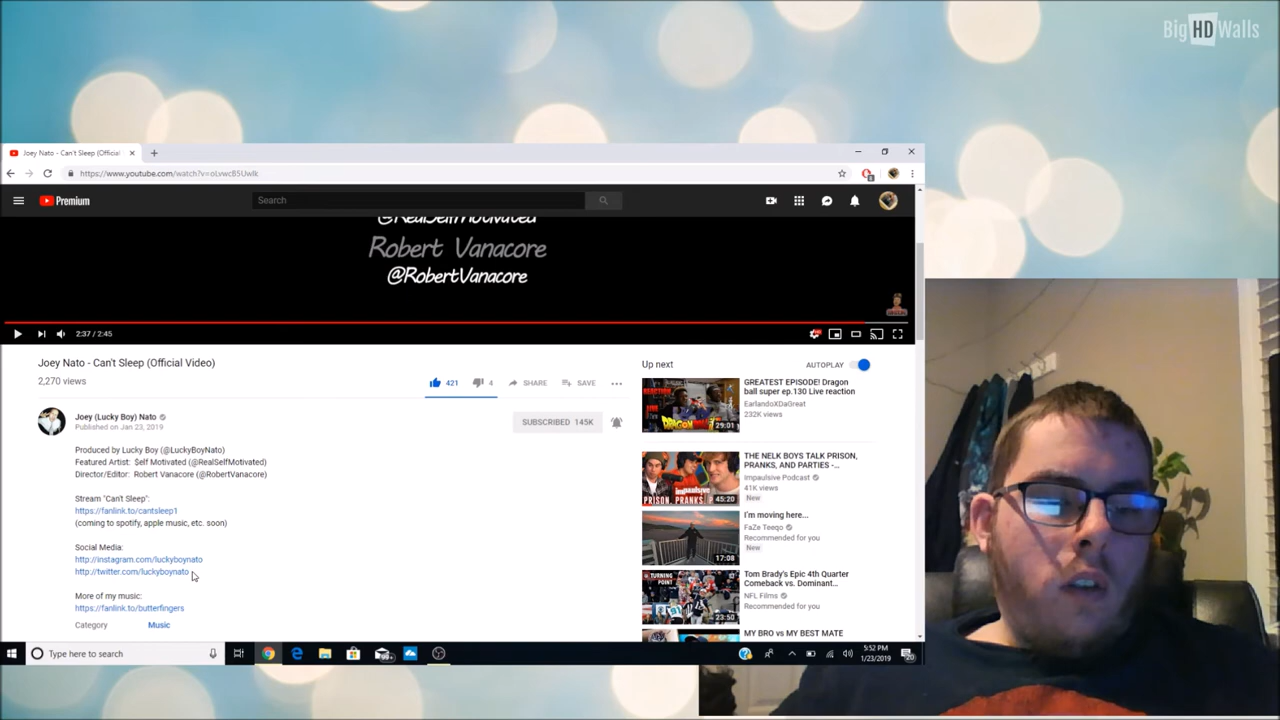 Big HD Walls
Joey Nato - Can't Sleep (Official
https://www.youtube.com/watch?v=oLvwcB5UwIk
Premium
Search
@RealSelfMotivated
Robert Vanacore
@RobertVanacore
2:37 / 2:45
Joey Nato - Can't Sleep (Official Video)
2,270 views
421
4
SHARE
SAVE
Joey (Lucky Boy) Nato
Published on Jan 23, 2019
SUBSCRIBED 145K
Produced by Lucky Boy (@LuckyBoyNato)
Featured Artist: $elf Motivated (@RealSelfMotivated)
Director/Editor: Robert Vanacore (@RobertVanacore)
Stream "Can't Sleep":
https://fanlink.to/cantsleep1
(coming to spotify, apple music, etc. soon)
Social Media:
http://instagram.com/luckyboynato
http://twitter.com/luckyboynato
More of my music:
https://fanlink.to/butterfingers
Category
Music
Up next
AUTOPLAY
REACTION
29:01
GREATEST EPISODE! Dragon
ball super ep.130 Live reaction
EarlandoXDaGreat
232K views
PRISON. PRANKS.
45:20
THE NELK BOYS TALK PRISON,
PRANKS, AND PARTIES -...
Impaulsive Podcast
41K views
New
17:08
I'm moving here...
FaZe Teeqo
Recommended for you
New
TURNING
POINT
23:50
Tom Brady's Epic 4th Quarter
Comeback vs. Dominant...
NFL Films
Recommended for you
MY BRO vs MY BEST MATE
Type here to search
99+
5:52 PM
1/23/2019
20